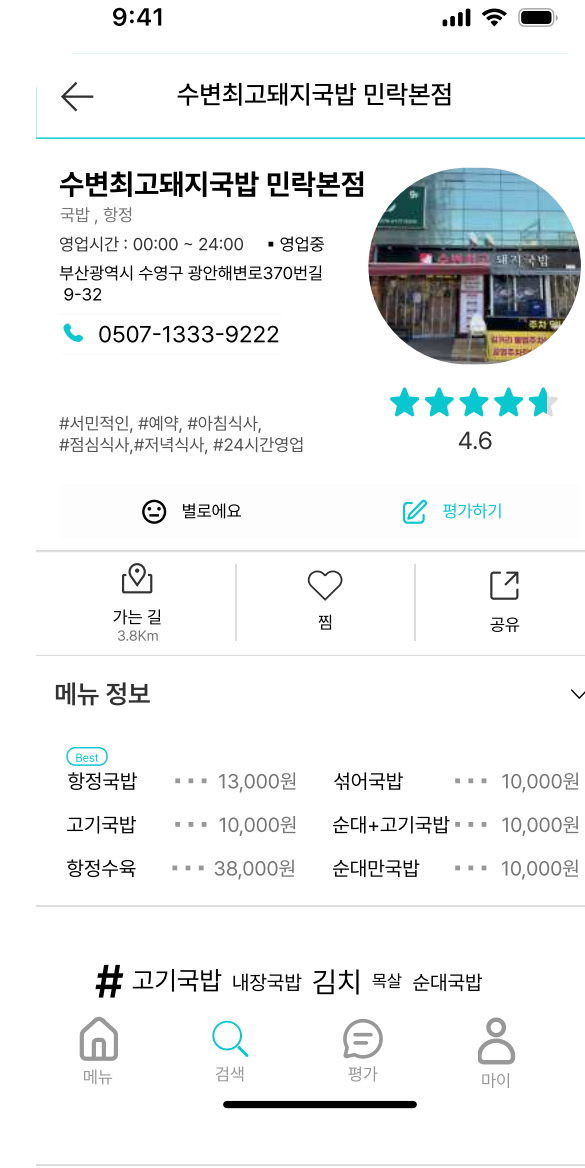 9:41
수변최고돼지국밥 민락본점
수변최고돼지국밥 민락본점
국밥 , 항정
영업시간 : 00:00 ~ 24:00 ▪ 영업중
부산광역시 수영구 광안해변로370번길
9-32
0507-1333-9222
돼지국밥
주차
#서민적인, #예약, #아침식사,
#점심식사,#저녁식사, #24시간영업
4.6
별로에요 평가하기
가는 길 찜 공유
3.8Km
메뉴 정보
Best
항정국밥 ▪▪▪ 13,000원 섞어국밥 ▪▪▪ 10,000원
고기국밥 ▪▪▪ 10,000원 순대+고기국밥 ▪▪▪ 10,000원
항정수육 ▪▪▪ 38,000원 순대만국밥 ▪▪▪ 10,000원
# 고기국밥 내장국밥 김치 목살 순대국밥
메뉴 검색 평가 마이